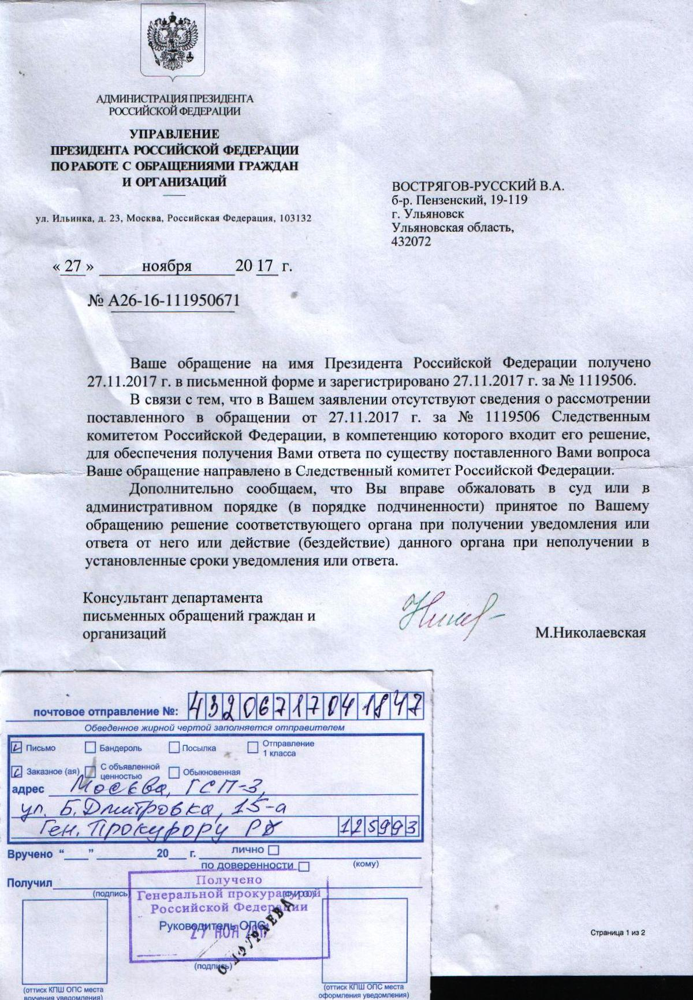 АДМИНИСТРАЦИЯ ПРЕЗИДЕНТА
РОССИЙСКОЙ ФЕДЕРАЦИИ
УПРАВЛЕНИЕ
ПРЕЗИДЕНТА РОССИЙСКОЙ ФЕДЕРАЦИИ
ПО РАБОТЕ С ОБРАЩЕНИЯМИ ГРАЖДАН
И ОРГАНИЗАЦИЙ
ул. Ильинка, д. 23, Москва, Российская Федерация, 103132
ВОСТРЯГОВ-РУССКИЙ В.А.
б-р. Пензенский, 19-119
г. Ульяновск
Ульяновская область,
432072
« 27 » ноября 20 17 г.
№ А26-16-111950671
Ваше обращение на имя Президента Российской Федерации получено
27.11.2017 г. в письменной форме и зарегистрировано 27.11.2017 г. за № 1119506.
В связи с тем, что в Вашем заявлении отсутствуют сведения о рассмотрении
поставленного в обращении от 27.11.2017 г. за № 1119506 Следственным
комитетом Российской Федерации, в компетенцию которого входит его решение,
для обеспечения получения Вами ответа по существу поставленного Вами вопроса
Ваше обращение направлено в Следственный комитет Российской Федерации.
Дополнительно сообщаем, что Вы вправе обжаловать в суд или в
административном порядке (в порядке подчиненности) принятое по Вашему
обращению решение соответствующего органа при получении уведомления или
ответа от него или действие (бездействие) данного органа при неполучении в
установленные сроки уведомления или ответа.
Консультант департамента
письменных обращений граждан и
организаций
М.Николаевская
почтовое отправление №: 43206717041847
Обведенное жирной чертой заполняется отправителем
Письмо Бандероль Посылка Отправление
1 класса
Заказное (ая) С объявленной
ценностью Обыкновенная
адрес Москва, ГСП-3,
ул. Б.Дмитровка, 15-а
Ген. Прокурору РФ 125993
Вручено “ ” 20 г. лично
по доверенности (кому)
Получил
(подпись) (Ф.И.О.)
Получено
Генеральной прокуратурой
Российской Федерации
Руководитель ОПС
27 НОЯ 2017
(подпись)
(оттиск КПШ ОПС места
вручения уведомления)
(оттиск КПШ ОПС места
оформления уведомления)
Страница 1 из 2